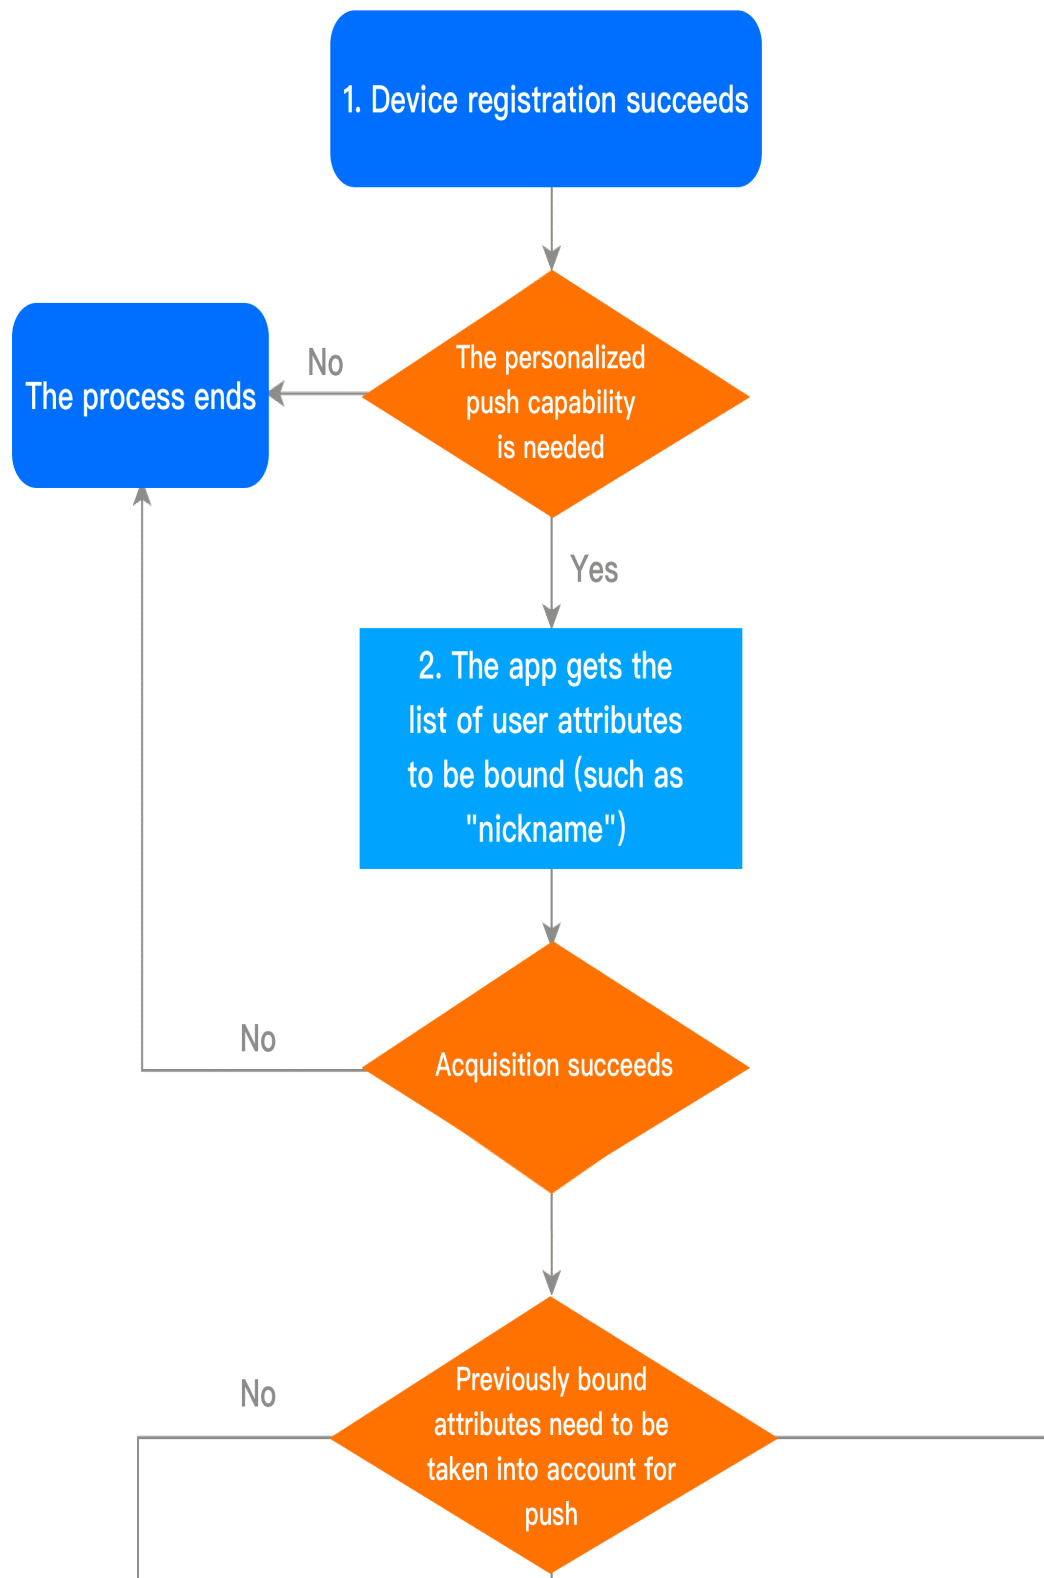 1. Device registration succeeds
No
The process ends
The personalized
push capability
is needed
Yes
2. The app gets the
list of user attributes
to be bound (such as
"nickname")
No
Acquisition succeeds
No
Previously bound
attributes need to be
taken into account for
push